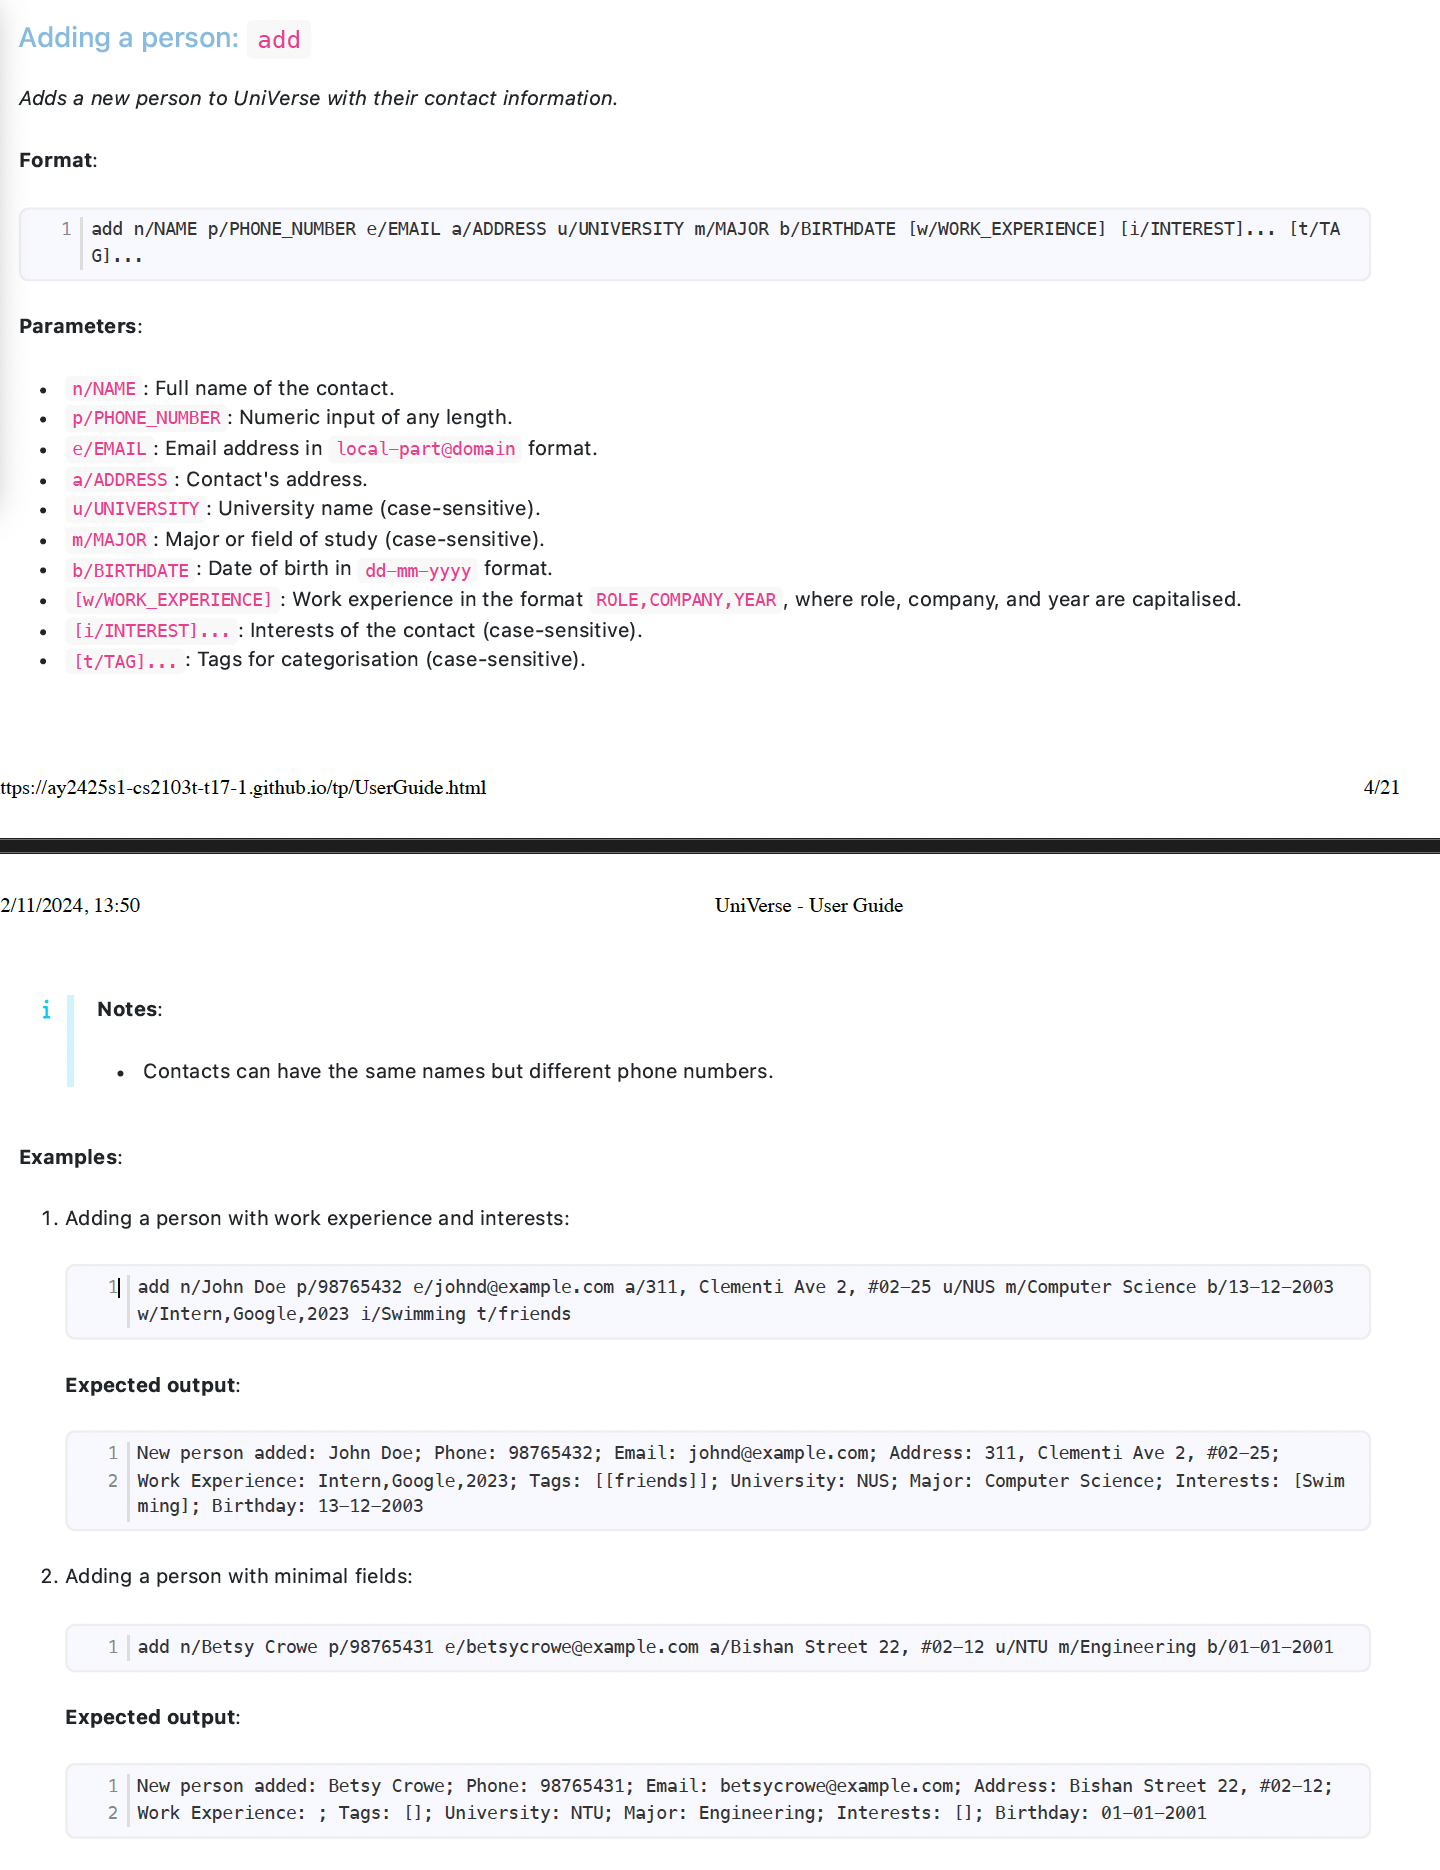 Adding a person: add
Adds a new person to UniVerse with their contact information.
Format:
1 add n/NAME p/PHONE_NUMBER e/EMAIL a/ADDRESS u/UNIVERSITY m/MAJOR b/BIRTHDATE [w/WORK_EXPERIENCE] [i/INTEREST]... [t/TA
G]...
Parameters:
• n/NAME : Full name of the contact.
• p/PHONE_NUMBER : Numeric input of any length.
• e/EMAIL : Email address in local-part@domain format.
• a/ADDRESS : Contact's address.
• u/UNIVERSITY : University name (case-sensitive).
• m/MAJOR : Major or field of study (case-sensitive).
• b/BIRTHDATE : Date of birth in dd-mm-yyyy format.
• [w/WORK_EXPERIENCE] : Work experience in the format ROLE,COMPANY,YEAR , where role, company, and year are capitalised.
• [i/INTEREST]... : Interests of the contact (case-sensitive).
• [t/TAG]... : Tags for categorisation (case-sensitive).
ttps://ay2425s1-cs2103t-t17-1.github.io/tp/UserGuide.html 4/21
2/11/2024, 13:50 UniVerse - User Guide
i Notes:
• Contacts can have the same names but different phone numbers.
Examples:
1. Adding a person with work experience and interests:
1 add n/John Doe p/98765432 e/johnd@example.com a/311, Clementi Ave 2, #02-25 u/NUS m/Computer Science b/13-12-2003
w/Intern,Google,2023 i/Swimming t/friends
Expected output:
1 New person added: John Doe; Phone: 98765432; Email: johnd@example.com; Address: 311, Clementi Ave 2, #02-25;
2 Work Experience: Intern,Google,2023; Tags: [[friends]]; University: NUS; Major: Computer Science; Interests: [Swim
ming]; Birthday: 13-12-2003
2. Adding a person with minimal fields:
1 add n/Betsy Crowe p/98765431 e/betsycrowe@example.com a/Bishan Street 22, #02-12 u/NTU m/Engineering b/01-01-2001
Expected output:
1 New person added: Betsy Crowe; Phone: 98765431; Email: betsycrowe@example.com; Address: Bishan Street 22, #02-12;
2 Work Experience: ; Tags: []; University: NTU; Major: Engineering; Interests: []; Birthday: 01-01-2001